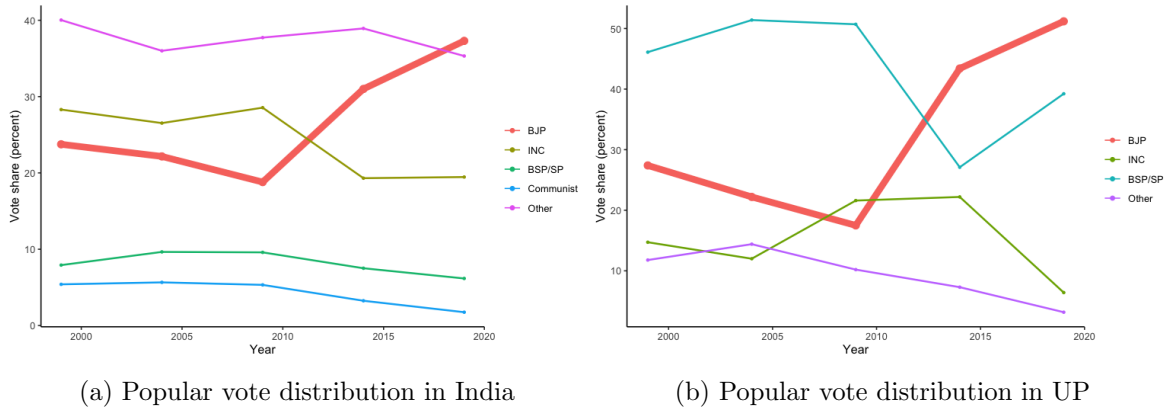 40
30
20
10
0
Vote share (percent)
2000
2005
2010
2015
2020
Year
BJP
INC
BSP/SP
Communist
Other
(a) Popular vote distribution in India
50
40
30
20
10
Vote share (percent)
2000
2005
2010
2015
2020
Year
BJP
INC
BSP/SP
Other
(b) Popular vote distribution in UP